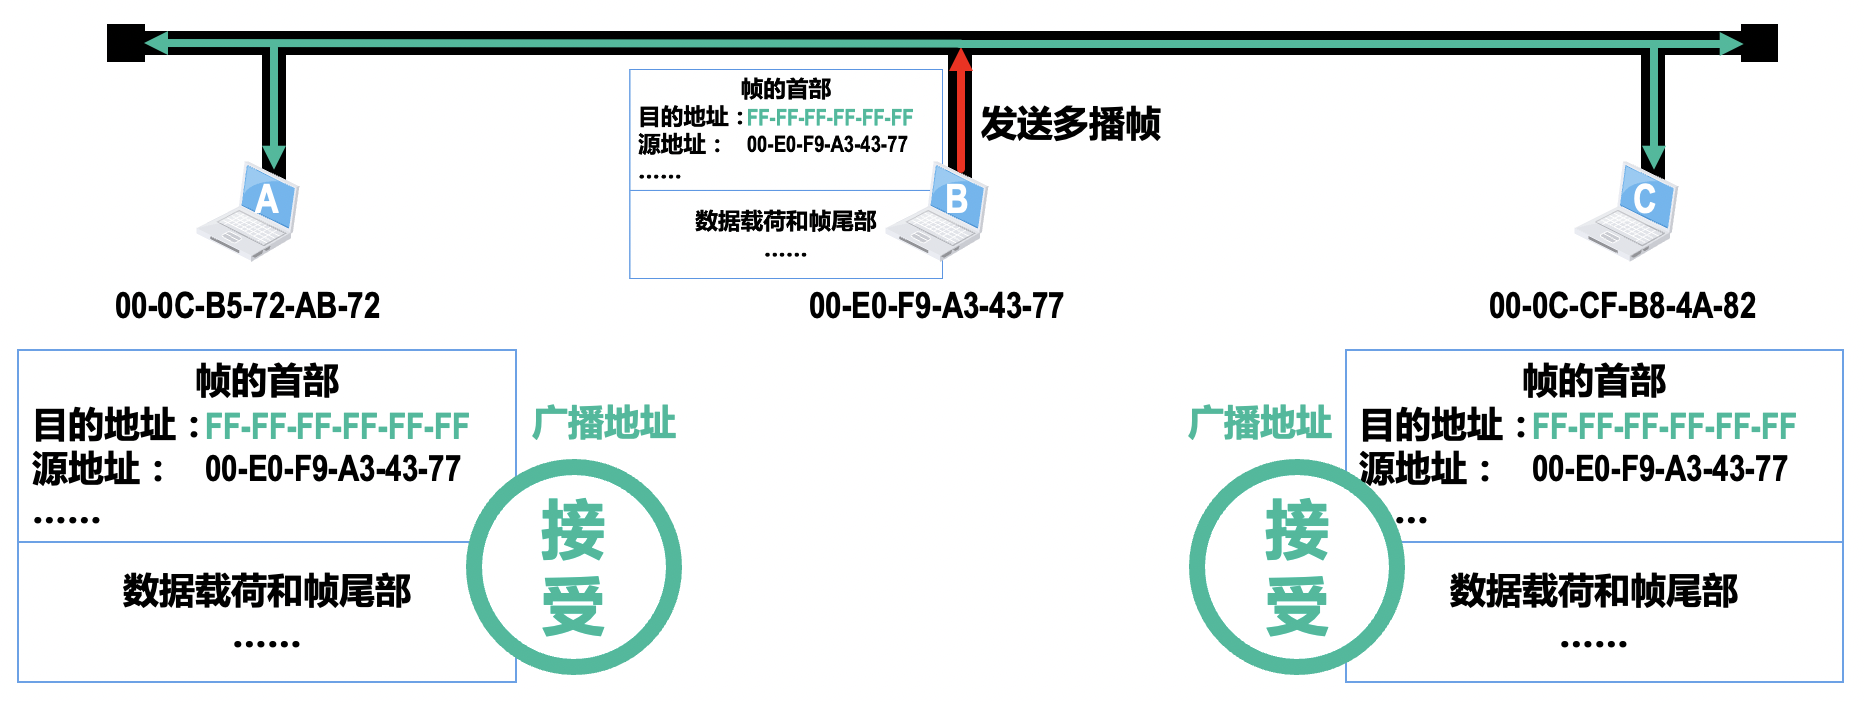 帧的首部
目的地址：FF-FF-FF-FF-FF-FF
源地址： 00-E0-F9-A3-43-77
……
数据载荷和帧尾部
……
发送多播帧
A
B
C
00-0C-B5-72-AB-72
00-E0-F9-A3-43-77
00-0C-CF-B8-4A-82
帧的首部
目的地址：FF-FF-FF-FF-FF-FF
源地址： 00-E0-F9-A3-43-77
……
数据载荷和帧尾部
……
广播地址
接
受
广播地址
接
受
帧的首部
目的地址：FF-FF-FF-FF-FF-FF
源地址： 00-E0-F9-A3-43-77
...
数据载荷和帧尾部
……